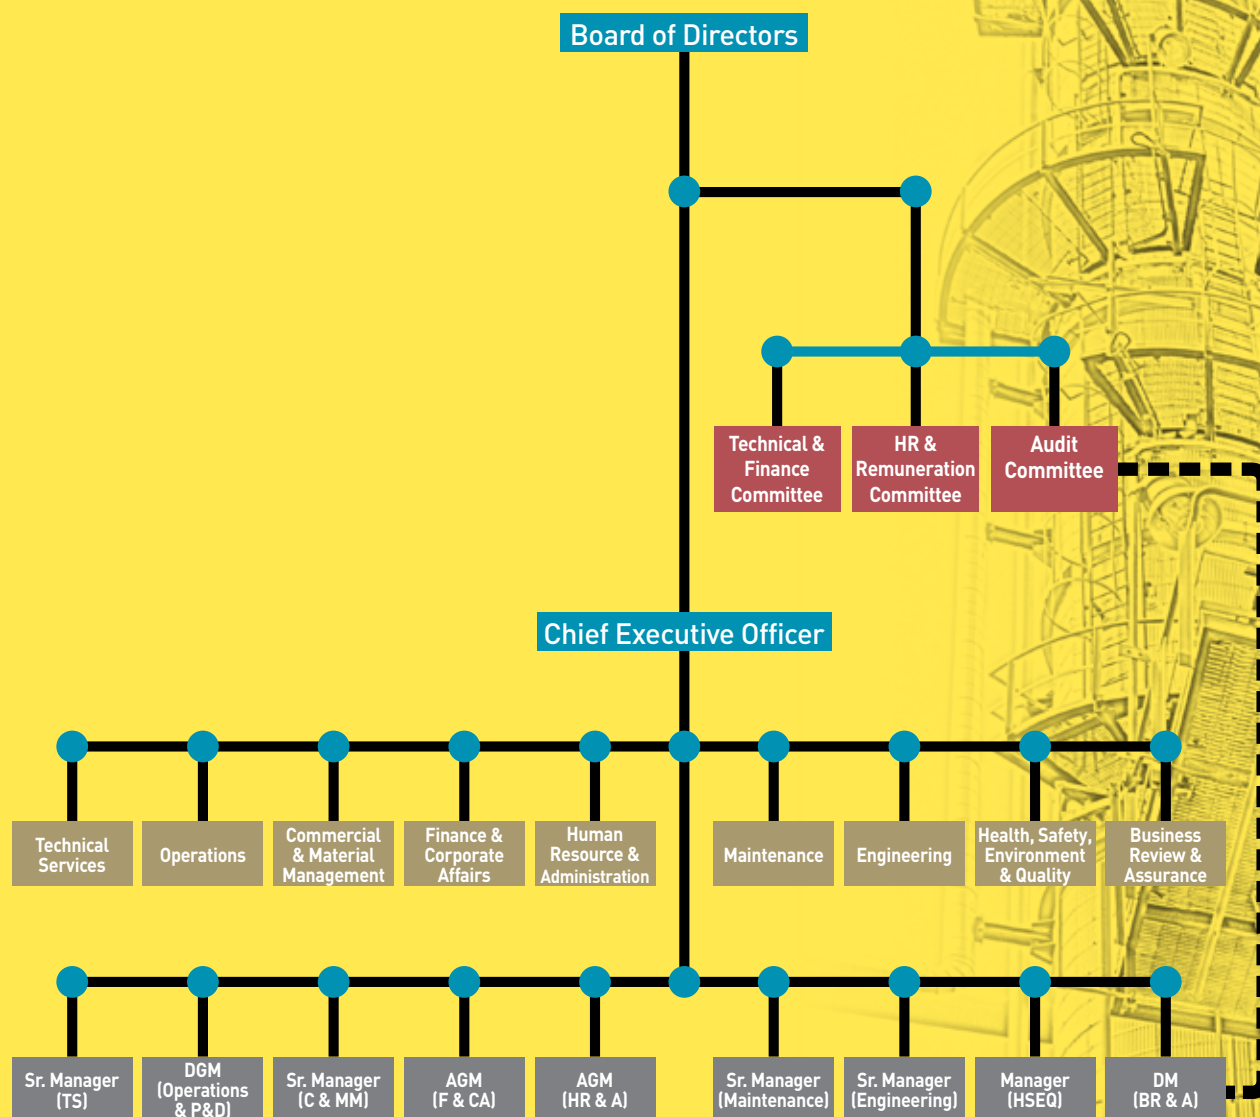 Board of Directors
Technical &
Finance
Committee
HR &
Remuneration
Committee
Audit
Committee
Chief Executive Officer
Technical
Services
Operations
Commercial
& Material
Management
Finance &
Corporate
Affairs
Human
Resource &
Administration
Maintenance
Engineering
Health, Safety,
Environment
& Quality
Business
Review &
Assurance
Sr. Manager
(TS)
DGM
(Operations
& P&D)
Sr. Manager
(C & MM)
AGM
(F & CA)
AGM
(HR & A)
Sr. Manager
(Maintenance)
Sr. Manager
(Engineering)
Manager
(HSEQ)
DM
(BR & A)